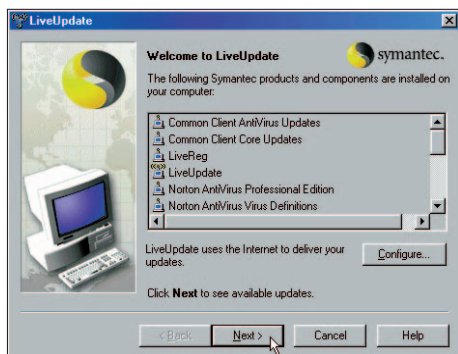 LiveUpdate
symantec.
Welcome to LiveUpdate
The following Symantec products and components are installed on
your computer:
Common Client AntiVirus Updates
Common Client Core Updates
LiveReg
LiveUpdate
Norton AntiVirus Professional Edition
Norton AntiVirus Virus Definitions
LiveUpdate uses the Internet to deliver your
updates.
Configure...
Click Next to see available updates.
< Back
Next >
Cancel
Help